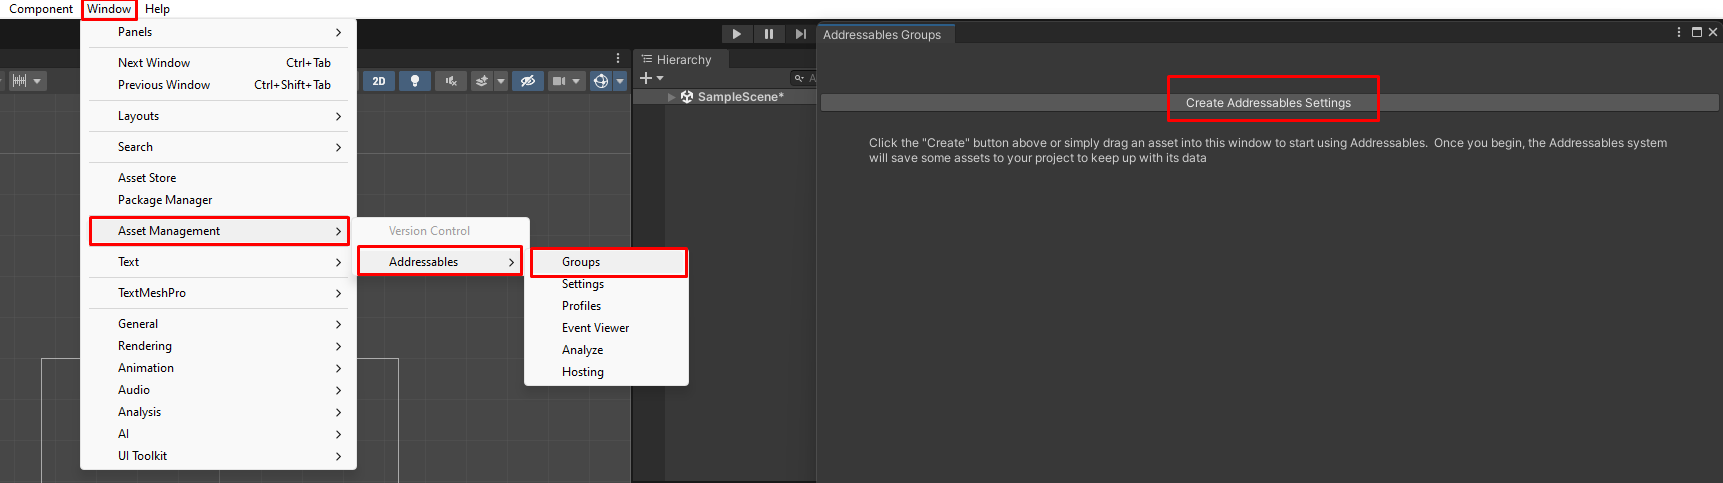 Component Window Help
Panels
Next Window Ctrl+Tab
Previous Window Ctrl+Shift+Tab
Layouts
Search
Asset Store
Package Manager
Asset Management
Text
TextMeshPro
General
Rendering
Animation
Audio
Analysis
AI
UI Toolkit
Version Control
Addressables
Groups
Settings
Profiles
Event Viewer
Analyze
Hosting
2D
Hierarchy
SampleScene*
Addressables Groups
Create Addressables Settings
Click the "Create" button above or simply drag an asset into this window to start using Addressables. Once you begin, the Addressables system
will save some assets to your project to keep up with its data